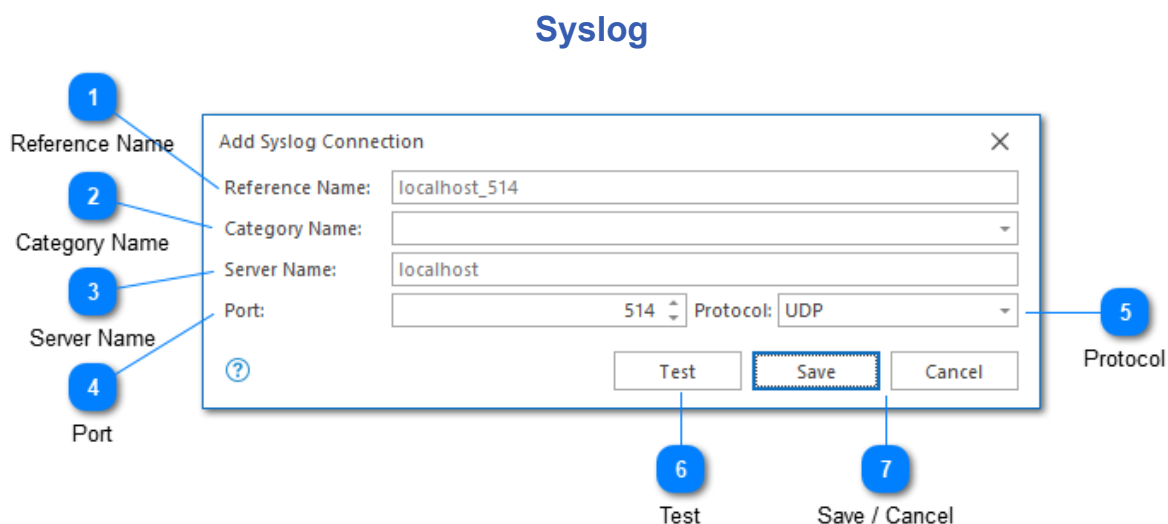 Syslog
1
Reference Name
2
Category Name
3
Server Name
4
Port
Add Syslog Connection
Reference Name: localhost_514
Category Name:
Server Name: localhost
Port: 514 Protocol: UDP
? Test Save Cancel
5
Protocol
6
Test
7
Save / Cancel